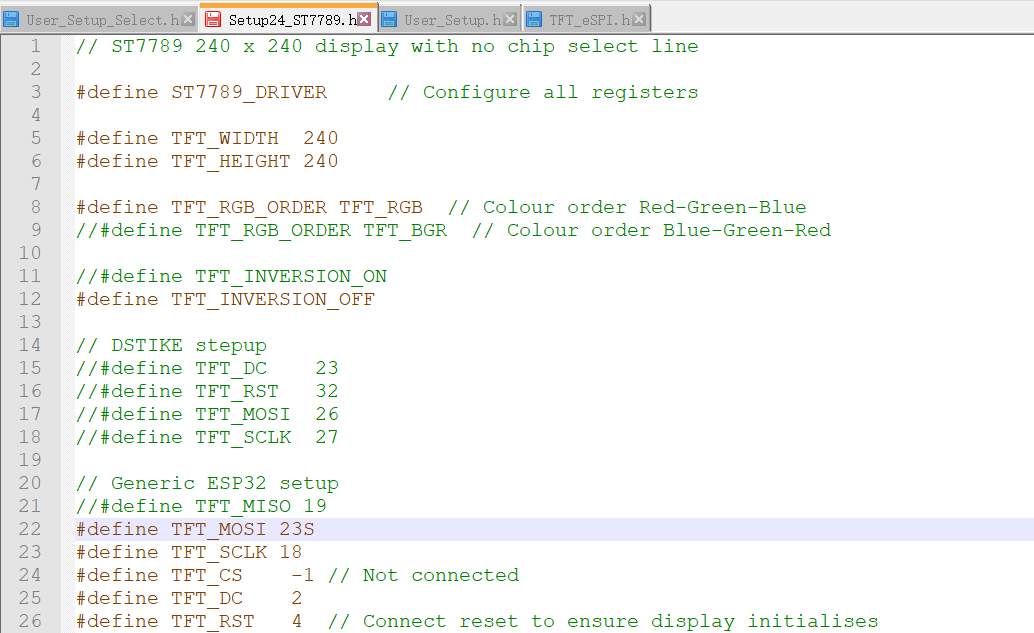 User_Setup_Select.h Setup24_ST7789.h User_Setup.h TFT_eSPI.h
1 // ST7789 240 x 240 display with no chip select line
2
3 #define ST7789_DRIVER     // Configure all registers
4
5 #define TFT_WIDTH  240
6 #define TFT_HEIGHT 240
7
8 #define TFT_RGB_ORDER TFT_RGB  // Colour order Red-Green-Blue
9 //#define TFT_RGB_ORDER TFT_BGR  // Colour order Blue-Green-Red
10
11 //#define TFT_INVERSION_ON
12 #define TFT_INVERSION_OFF
13
14 // DSTIKE stepup
15 //#define TFT_DC    23
16 //#define TFT_RST   32
17 //#define TFT_MOSI  26
18 //#define TFT_SCLK  27
19
20 // Generic ESP32 setup
21 //#define TFT_MISO 19
22 #define TFT_MOSI 23S
23 #define TFT_SCLK 18
24 #define TFT_CS    -1 // Not connected
25 #define TFT_DC    2
26 #define TFT_RST   4  // Connect reset to ensure display initialises